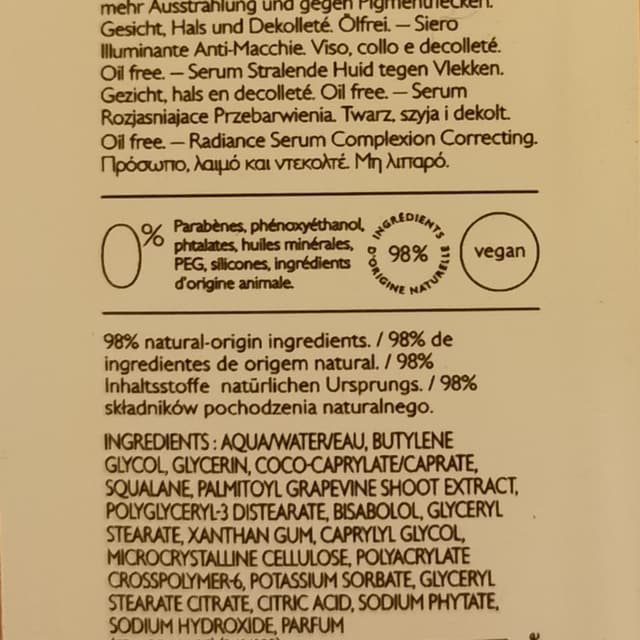 mehr Ausstrahlung und gegen Pigmentflecken.
Gesicht, Hals und Dekolleté. Ölfrei. — Siero
Illuminante Anti-Macchie. Viso, collo e decolleté.
Oil free. — Serum Stralende Huid tegen Vlekken.
Gezicht, hals en decolleté. Oil free. — Serum
Rozjasniajace Przebarwienia. Twarz, szyja i dekolt.
Oil free. — Radiance Serum Complexion Correcting.
Πρόσωπο, λαιμό και ντεκολτέ. Μη λιπαρό.
0%
Parabènes, phénoxyéthanol,
phtalates, huiles minérales,
PEG, silicones, ingrédients
d'origine animale.
INGRÉDIENTS D'ORIGINE NATURELLE
98%
vegan
98% natural-origin ingredients. / 98% de
ingredientes de origem natural. / 98%
Inhaltsstoffe natürlichen Ursprungs. / 98%
składników pochodzenia naturalnego.
INGREDIENTS : AQUA/WATER/EAU, BUTYLENE
GLYCOL, GLYCERIN, COCO-CAPRYLATE/CAPRATE,
SQUALANE, PALMITOYL GRAPEVINE SHOOT EXTRACT,
POLYGLYCERYL-3 DISTEARATE, BISABOLOL, GLYCERYL
STEARATE, XANTHAN GUM, CAPRYLYL GLYCOL,
MICROCRYSTALLINE CELLULOSE, POLYACRYLATE
CROSSPOLYMER-6, POTASSIUM SORBATE, GLYCERYL
STEARATE CITRATE, CITRIC ACID, SODIUM PHYTATE,
SODIUM HYDROXIDE, PARFUM